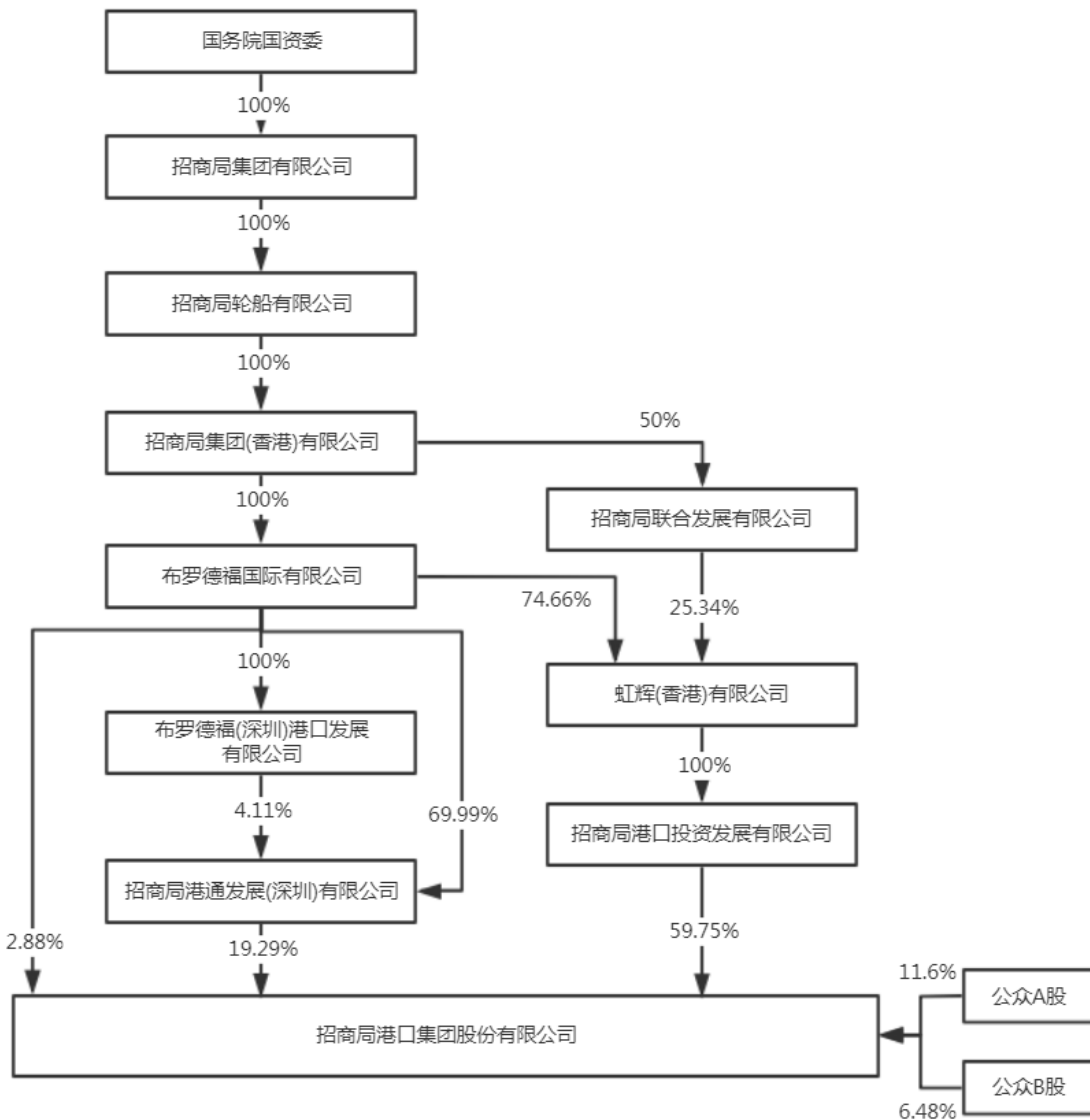 国务院国资委
100%
招商局集团有限公司
100%
招商局轮船有限公司
100%
招商局集团(香港)有限公司
50%
100%
招商局联合发展有限公司
布罗德福国际有限公司
74.66%
25.34%
100%
虹辉(香港)有限公司
布罗德福(深圳)港口发展
有限公司
100%
4.11%
69.99%
招商局港口投资发展有限公司
招商局港通发展(深圳)有限公司
2.88%
19.29%
59.75%
11.6%
公众A股
招商局港口集团股份有限公司
公众B股
6.48%